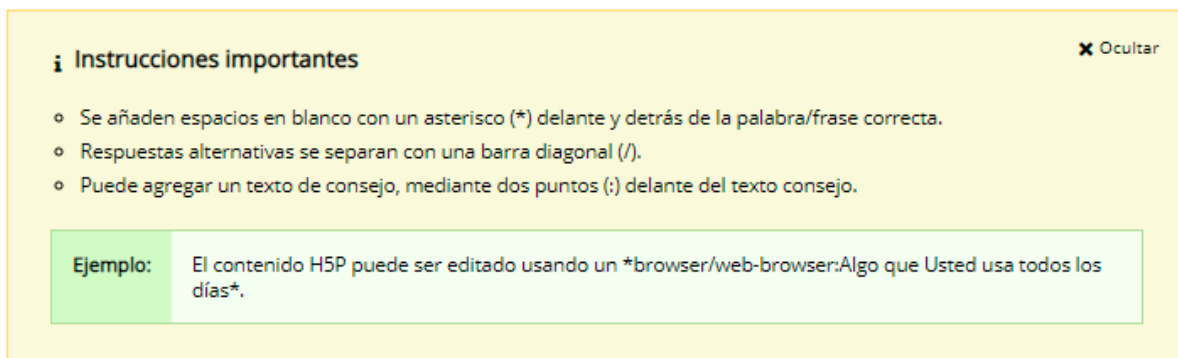 i Instrucciones importantes
✖ Ocultar
Se añaden espacios en blanco con un asterisco (*) delante y detrás de la palabra/frase correcta.
Respuestas alternativas se separan con una barra diagonal (/).
Puede agregar un texto de consejo, mediante dos puntos (:) delante del texto consejo.
Ejemplo:
El contenido H5P puede ser editado usando un *browser/web-browser:Algo que Usted usa todos los
días*.